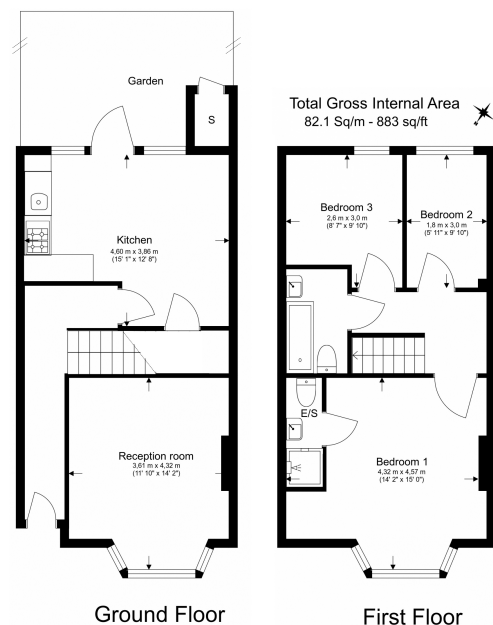 Garden
S
Kitchen
4,60 m x 3,86 m
(15' 1" x 12' 8")
Reception room
3,61 m x 4,32 m
(11' 10" x 14' 2")
Ground Floor
Total Gross Internal Area
82.1 Sq/m - 883 sq/ft
Bedroom 3
2,6 m x 3,0 m
(8' 7" x 9' 10")
Bedroom 2
1,8 m x 3,0 m
(5' 11" x 9' 10")
E/S
Bedroom 1
4,32 m x 4,57 m
(14' 2" x 15' 0")
First Floor